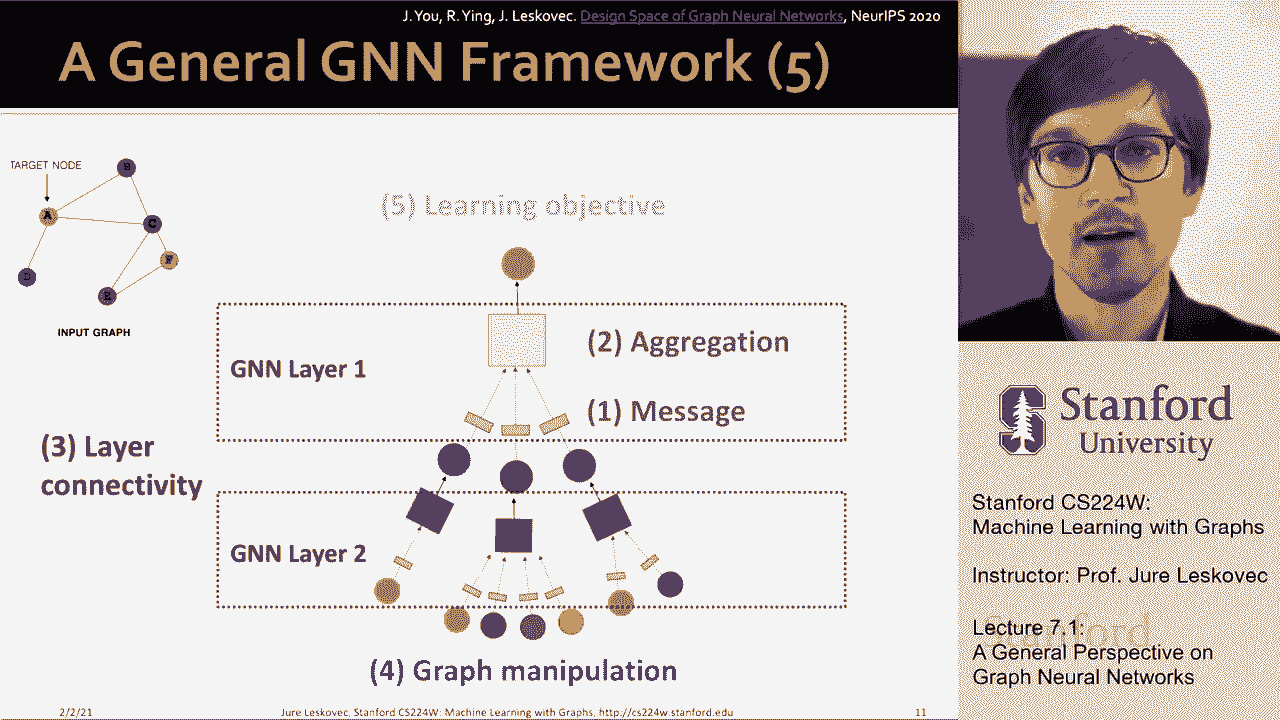 J. You, R. Ying, J. Leskovec. Design Space of Graph Neural Networks, NeurIPS 2020
A General GNN Framework (5)
TARGET NODE
B
A
C
F
D
E
INPUT GRAPH
(5) Learning objective
GNN Layer 1
(2) Aggregation
(1) Message
(3) Layer
connectivity
GNN Layer 2
(4) Graph manipulation
2/2/21
Jure Leskovec, Stanford CS224W: Machine Learning with Graphs, http://cs224w.stanford.edu
11
Stanford
University
Stanford CS224W:
Machine Learning with Graphs
Instructor: Prof. Jure Leskovec
Lecture 7.1:
A General Perspective on
Graph Neural Networks